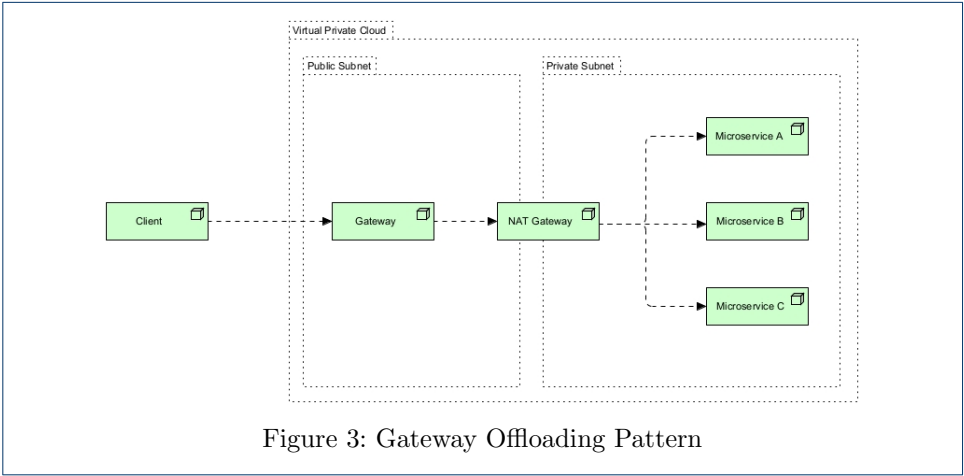 Virtual Private Cloud
Public Subnet
Private Subnet
Microservice A
Client
Gateway
NAT Gateway
Microservice B
Microservice C
Figure 3: Gateway Offloading Pattern